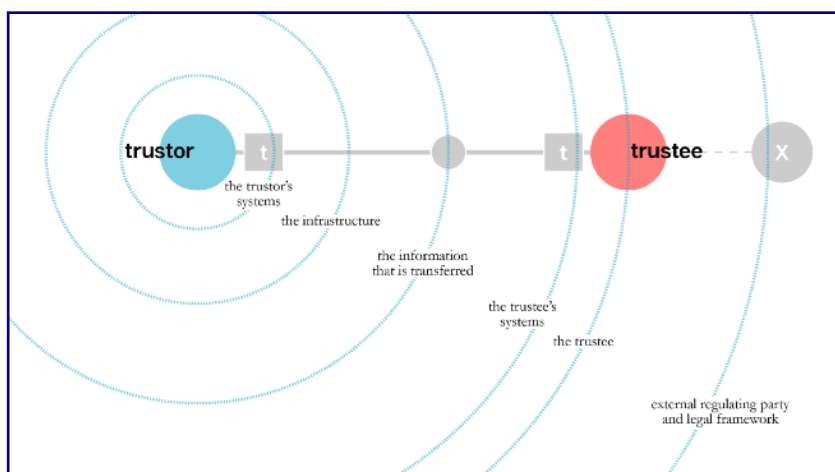 trustor
t
t
trustee
X
the trustor's
systems
the infrastructure
the information
that is transferred
the trustee's
systems
the trustee
external regulating party
and legal framework